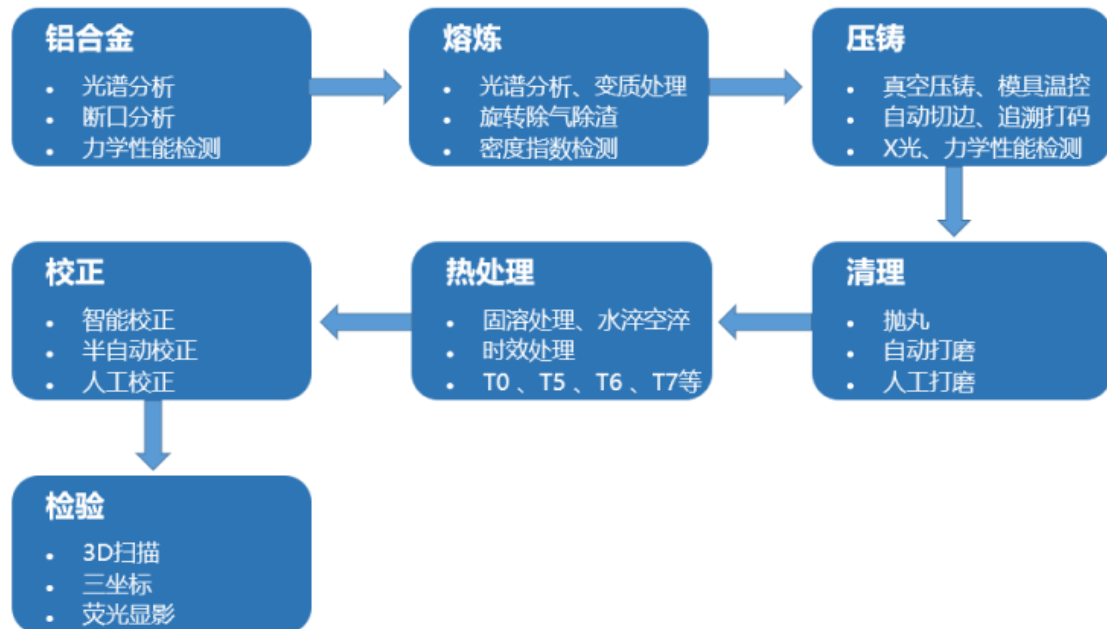 铝合金
• 光谱分析
• 断口分析
• 力学性能检测
熔炼
• 光谱分析、变质处理
• 旋转除气除渣
• 密度指数检测
压铸
• 真空压铸、模具温控
• 自动切边、追溯打码
• X光、力学性能检测
清理
• 抛丸
• 自动打磨
• 人工打磨
热处理
• 固溶处理、水淬空淬
• 时效处理
• T0 、T5 、T6 、T7等
校正
• 智能校正
• 半自动校正
• 人工校正
检验
• 3D扫描
• 三坐标
• 荧光显影